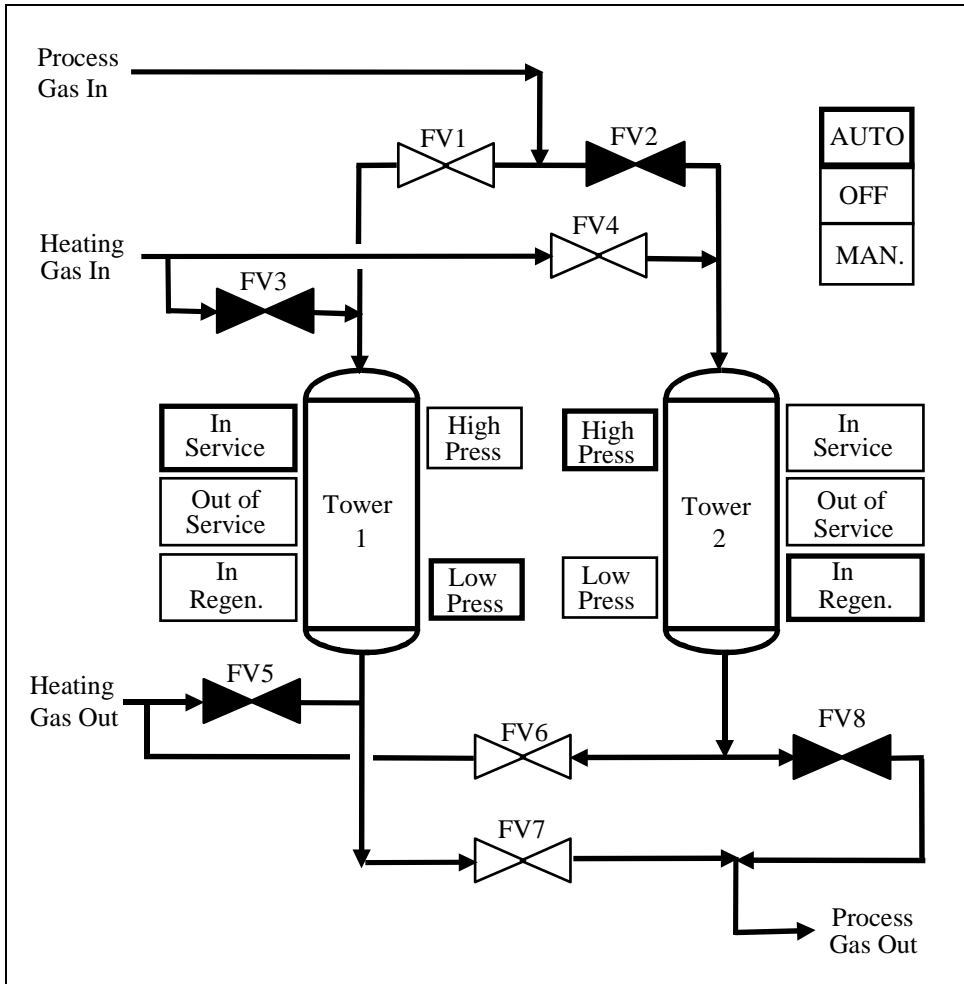 Process
Gas In
FV1
FV2
AUTO
OFF
MAN.
Heating
Gas In
FV4
FV3
In
Service
Out of
Service
In
Regen.
High
Press
Low
Press
Tower
1
High
Press
Low
Press
Tower
2
In
Service
Out of
Service
In
Regen.
Heating
Gas Out
FV5
FV6
FV8
FV7
Process
Gas Out